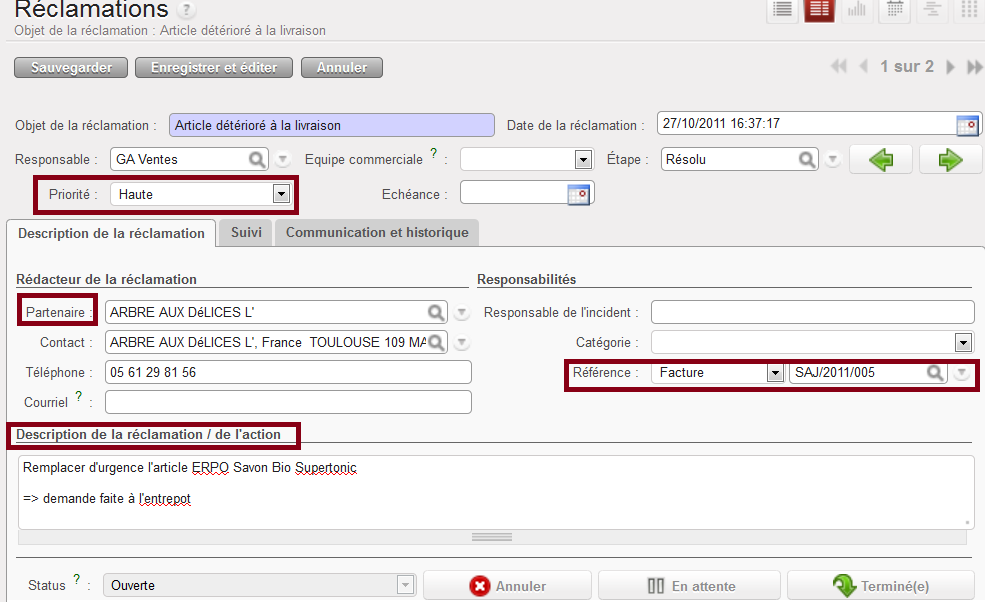 Réclamations ?
Objet de la réclamation : Article détérioré à la livraison
Sauvegarder Enregistrer et éditer Annuler 1 sur 2
Objet de la réclamation : Article détérioré à la livraison Date de la réclamation : 27/10/2011 16:37:17
Responsable : GA Ventes Equipe commerciale ? : Étape : Résolu
Priorité : Haute Echéance :
Description de la réclamation Suivi Communication et historique
Rédacteur de la réclamation Responsabilités
Partenaire : ARBRE AUX DéLICES L' Responsable de l'incident :
Contact : ARBRE AUX DéLICES L', France TOULOUSE 109 MA Catégorie :
Téléphone : 05 61 29 81 56 Référence : Facture SAJ/2011/005
Courriel ? :
Description de la réclamation / de l'action
Remplacer d'urgence l'article ERPO Savon Bio Supertonic
=> demande faite à l'entrepot
Status ? : Ouverte Annuler En attente Terminé(e)